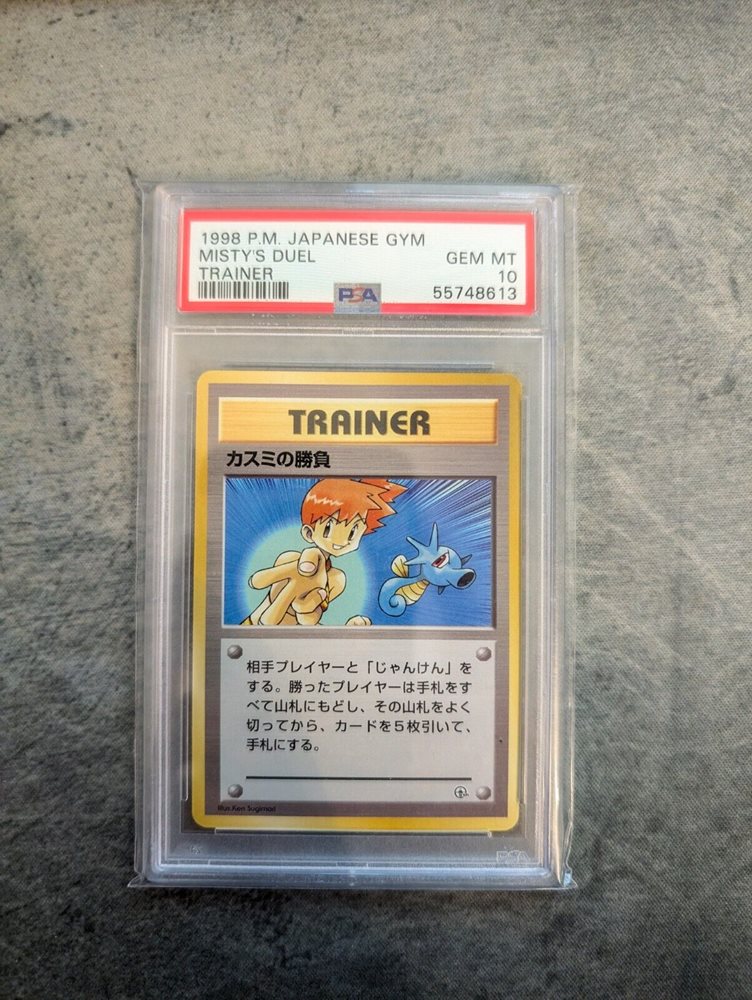 1998 P.M. JAPANESE GYM
MISTY'S DUEL GEM MT
TRAINER 10
PSA 55748613
TRAINER
カスミの勝負
相手プレイヤーと「じゃんけん」を
する。勝ったプレイヤーは手札をす
べて山札にもどし、その山札をよく
切ってから、カードを5枚引いて、
手札にする。
Illus. Ken Sugimori
PSA